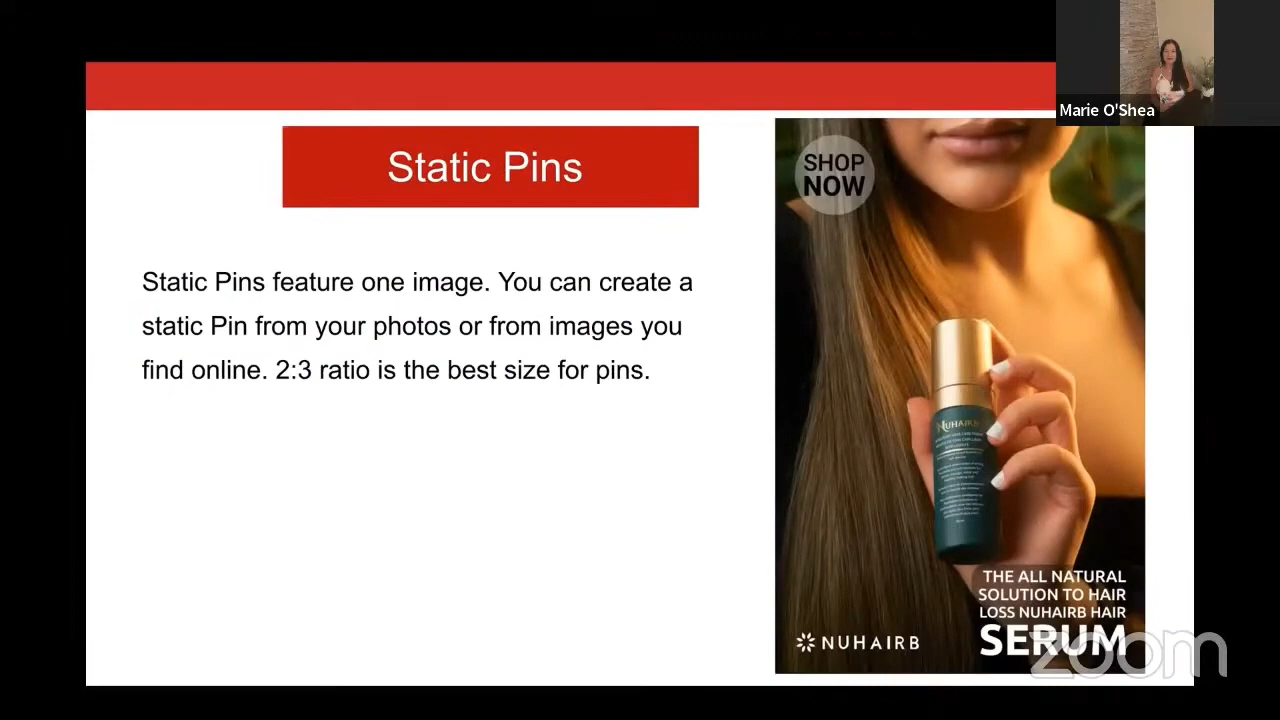 Marie O'Shea
Static Pins
Static Pins feature one image. You can create a
static Pin from your photos or from images you
find online. 2:3 ratio is the best size for pins.
SHOP
NOW
NUHAIRB
THE ALL NATURAL
SOLUTION TO HAIR
LOSS NUHAIRB HAIR
SERUM
NUHAIRB
zoom